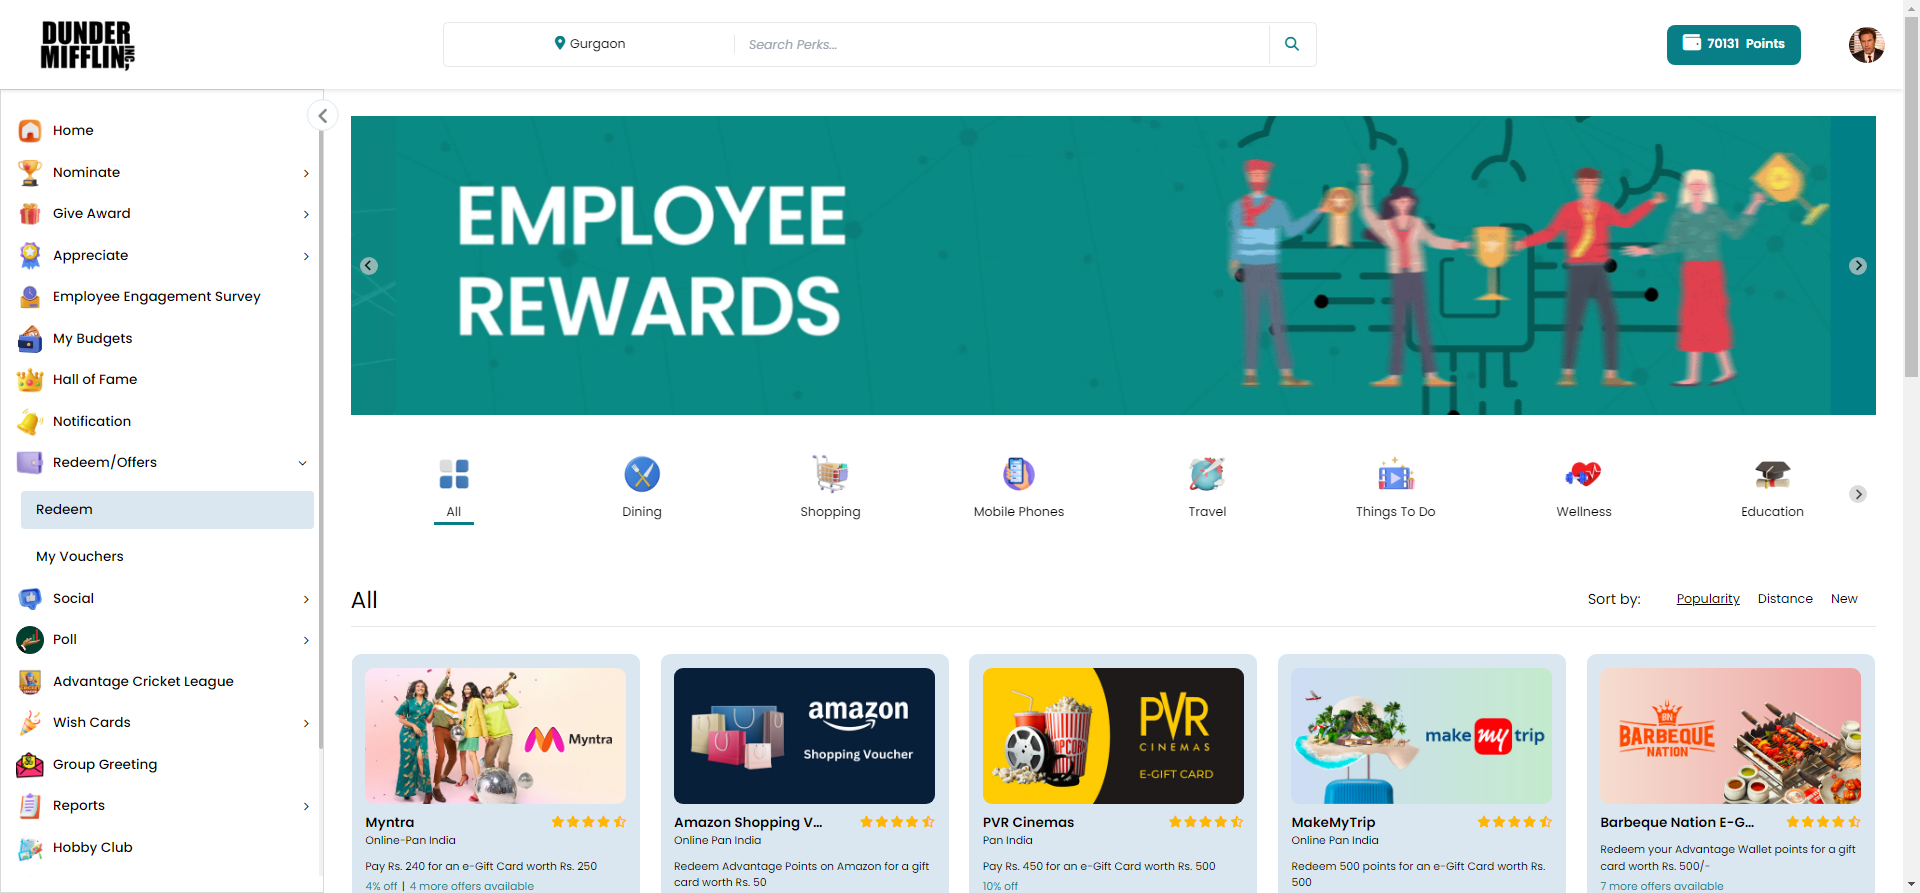 DUNDER
MIFFLIN INC,
Gurgaon
Search Perks...
70131 Points
Home
Nominate
Give Award
Appreciate
Employee Engagement Survey
My Budgets
Hall of Fame
Notification
Redeem/Offers
Redeem
My Vouchers
Social
Poll
Advantage Cricket League
Wish Cards
Group Greeting
Reports
Hobby Club
EMPLOYEE
REWARDS
All
Dining
Shopping
Mobile Phones
Travel
Things To Do
Wellness
Education
All
Sort by:
Popularity
Distance
New
Myntra
Myntra
Online-Pan India
Pay Rs. 240 for an e-Gift Card worth Rs. 250
4% off | 4 more offers available
amazon
Shopping Voucher
Amazon Shopping V...
Online Pan India
Redeem Advantage Points on Amazon for a gift
card worth Rs. 50
POPCORN
PVR
CINEMAS
E-GIFT CARD
PVR Cinemas
Pan India
Pay Rs. 450 for an e-Gift Card worth Rs. 500
10% off
make my trip
MakeMyTrip
Online Pan India
Redeem 500 points for an e-Gift Card worth Rs.
500
BN
BARBEQUE
NATION
Barbeque Nation E-G...
Redeem your Advantage Wallet points for a gift
card worth Rs. 500/-
7 more offers available